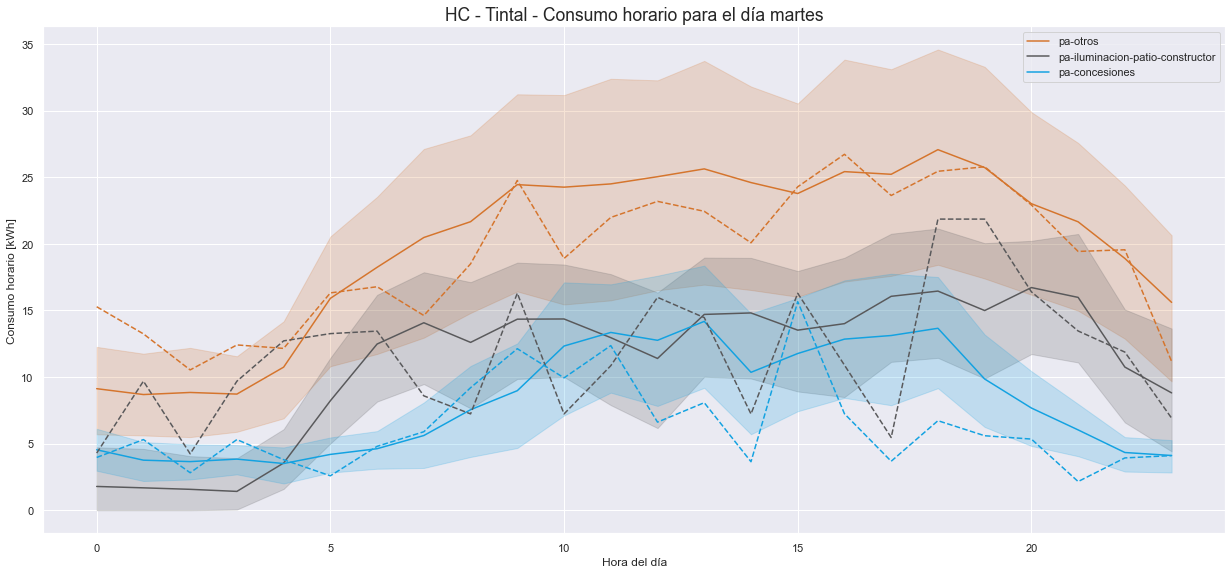 HC - Tintal - Consumo horario para el día martes
pa-otros
pa-iluminacion-patio-constructor
pa-concesiones
35
30
25
20
15
10
5
0
Consumo horario [kWh]
0
5
10
15
20
Hora del día